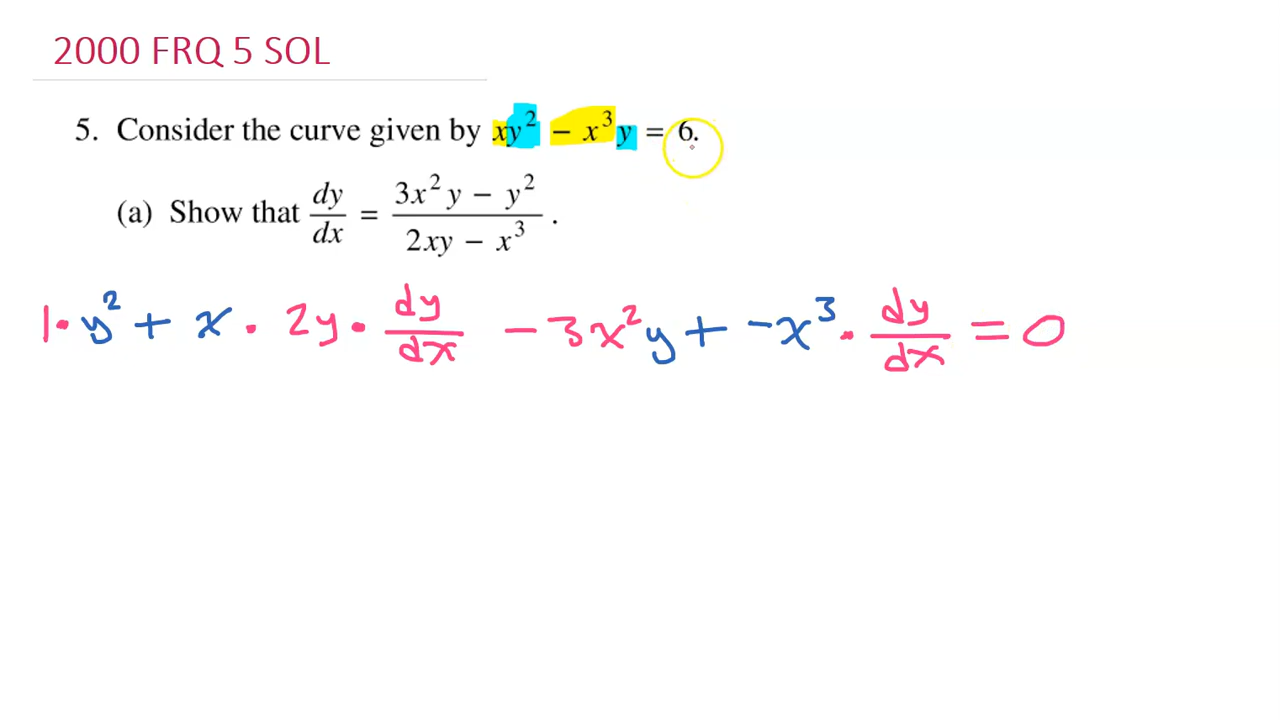 2000 FRQ 5 SOL
5. Consider the curve given by xy² − x³y = 6.
(a) Show that dy/dx = (3x²y − y²)/(2xy − x³).
1 · y² + x · 2y · dy/dx − 3x²y + −x³ · dy/dx = 0